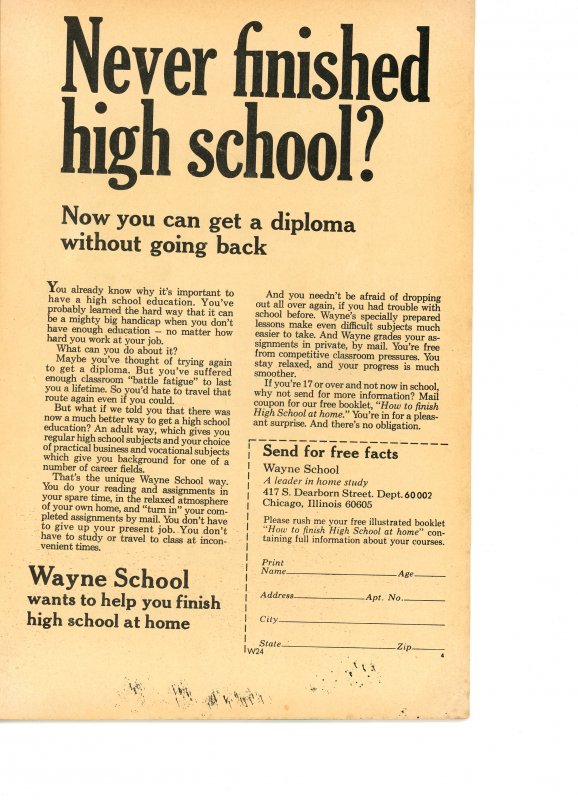 Never finished
high school?
Now you can get a diploma
without going back
You already know why it's important to
have a high school education. You've
probably learned the hard way that it can
be a mighty big handicap when you don't
have enough education — no matter how
hard you work at your job.
What can you do about it?
Maybe you've thought of trying again
to get a diploma. But you've suffered
enough classroom "battle fatigue" to last
you a lifetime. So you'd hate to travel that
route again even if you could.
But what if we told you that there was
now a much better way to get a high school
education? An adult way, which gives you
regular high school subjects and your choice
of practical business and vocational subjects
which give you background for one of a
number of career fields.
That's the unique Wayne School way.
You do your reading and assignments in
your spare time, in the relaxed atmosphere
of your own home, and "turn in" your com-
pleted assignments by mail. You don't have
to give up your present job. You don't
have to study or travel to class at incon-
venient times.
Wayne School
wants to help you finish
high school at home
And you needn't be afraid of dropping
out all over again, if you had trouble with
school before. Wayne's specially prepared
lessons make even difficult subjects much
easier to take. And Wayne grades your as-
signments in private, by mail. You're free
from competitive classroom pressures. You
stay relaxed, and your progress is much
smoother.
If you're 17 or over and not now in school,
why not send for more information? Mail
coupon for our free booklet, "How to finish
High School at home." You're in for a pleas-
ant surprise. And there's no obligation.
Send for free facts
Wayne School
A leader in home study
417 S. Dearborn Street. Dept. 60 002
Chicago, Illinois 60605
Please rush me your free illustrated booklet
"How to finish High School at home" con-
taining full information about your courses.
Print
Name Age
Address Apt. No.
City
State Zip
W24 4